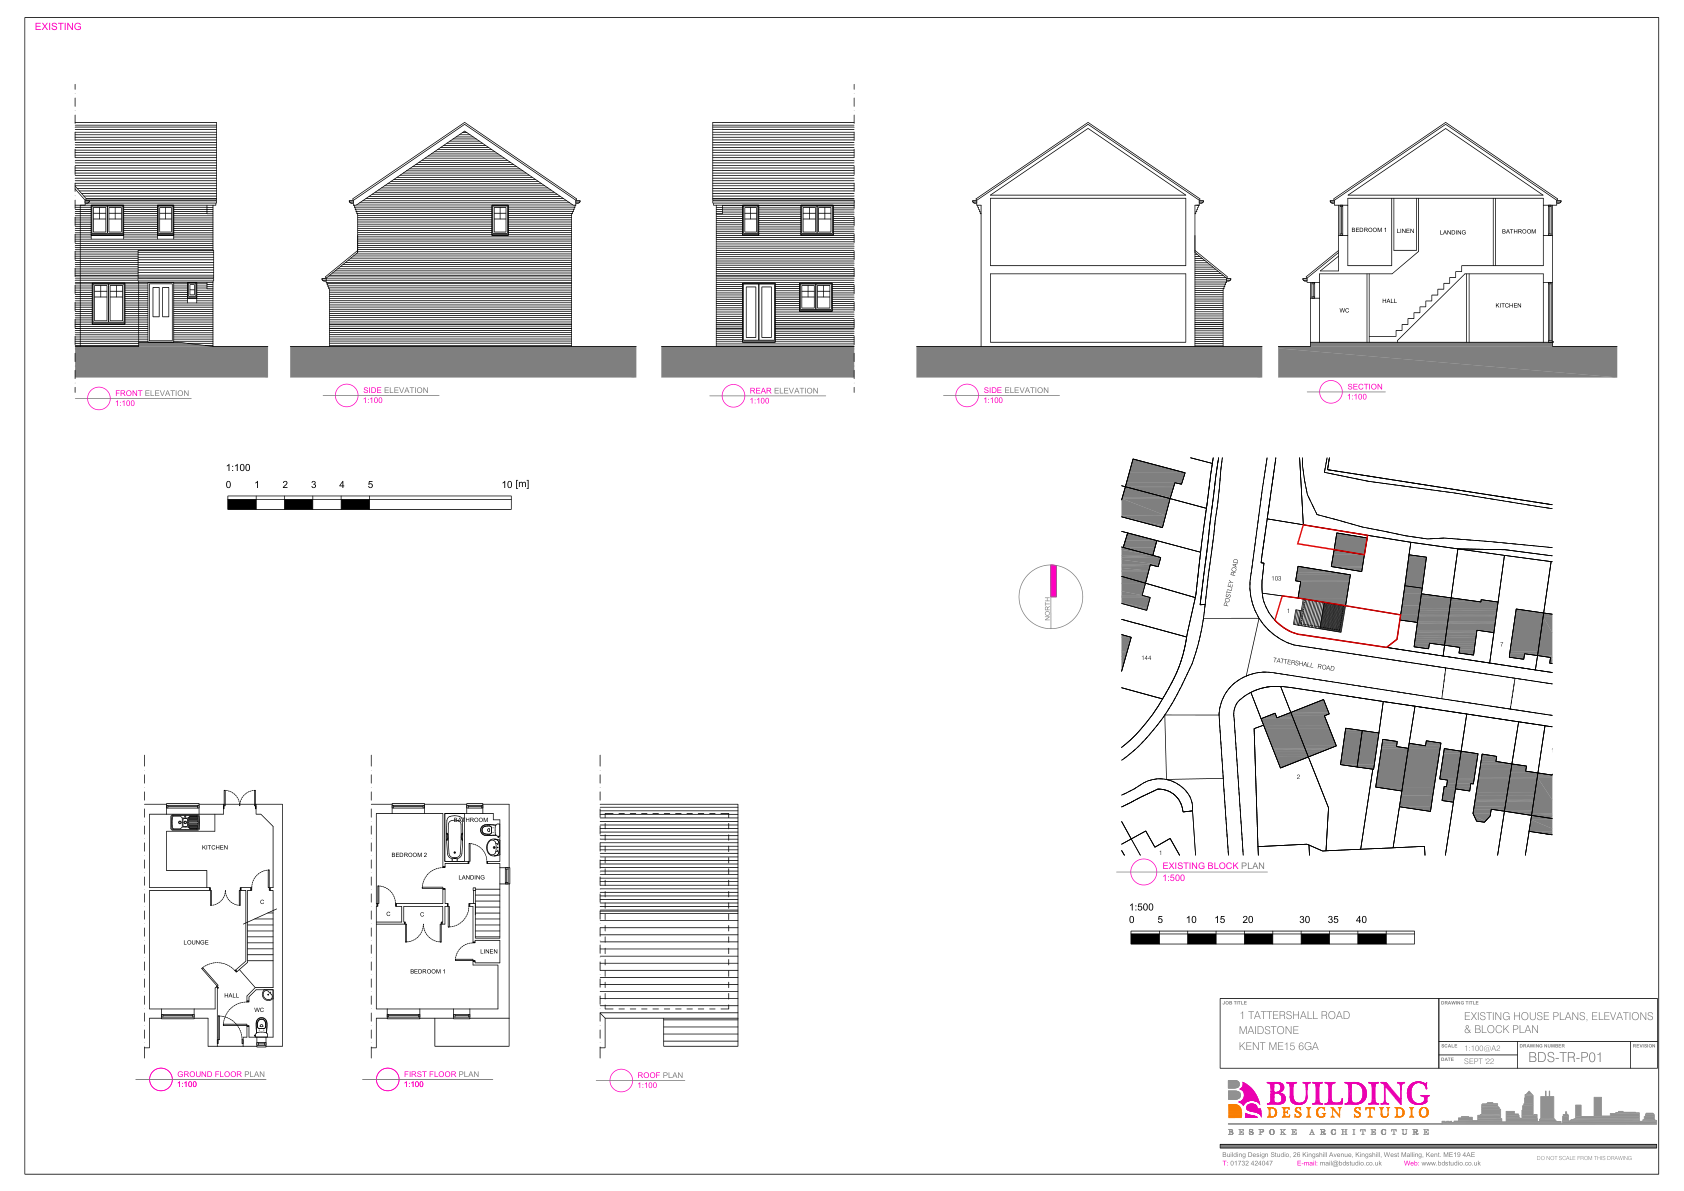 EXISTING
FRONT ELEVATION
1:100
SIDE ELEVATION
1:100
REAR ELEVATION
1:100
SIDE ELEVATION
1:100
BEDROOM 1
LINEN
LANDING
BATHROOM
WC
HALL
KITCHEN
SECTION
1:100
1:100
0 1 2 3 4 5 10 [m]
NORTH
POSTLEY ROAD
103
1
7
144
TATTERSHALL ROAD
2
1
EXISTING BLOCK PLAN
1:500
1:500
0 5 10 15 20 30 35 40
KITCHEN
C
LOUNGE
HALL
WC
GROUND FLOOR PLAN
1:100
BATHROOM
BEDROOM 2
LANDING
C
C
LINEN
BEDROOM 1
FIRST FLOOR PLAN
1:100
ROOF PLAN
1:100
JOB TITLE
1 TATTERSHALL ROAD
MAIDSTONE
KENT ME15 6GA
DRAWING TITLE
EXISTING HOUSE PLANS, ELEVATIONS
& BLOCK PLAN
SCALE 1:100@A2
DATE SEPT '22
DRAWING NUMBER
BDS-TR-P01
REVISION
BDS
BUILDING
DESIGN STUDIO
BESPOKE ARCHITECTURE
Building Design Studio, 26 Kingshill Avenue, Kingshill, West Malling, Kent. ME19 4AE
T: 01732 424047 E-mail: mail@bdstudio.co.uk Web: www.bdstudio.co.uk
DO NOT SCALE FROM THIS DRAWING